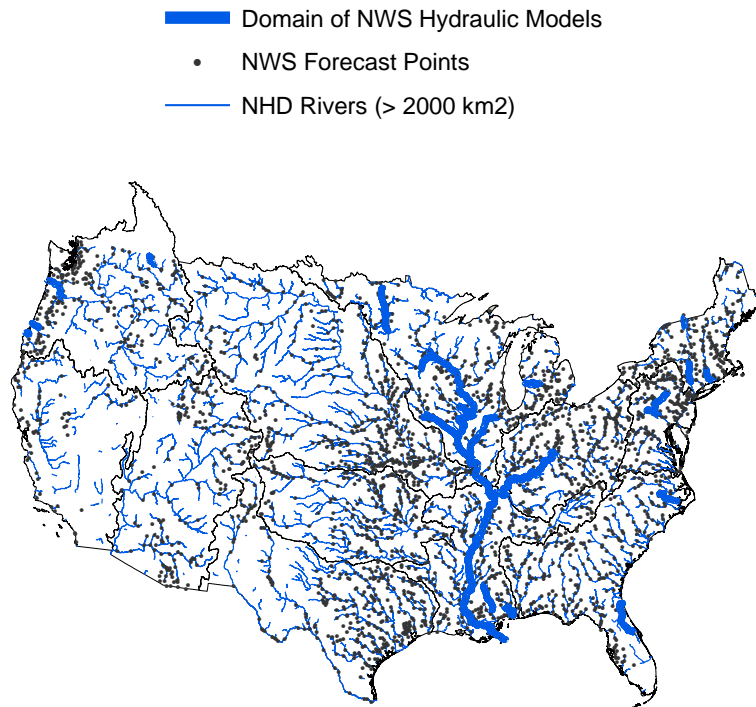 Domain of NWS Hydraulic Models
NWS Forecast Points
NHD Rivers (> 2000 km2)